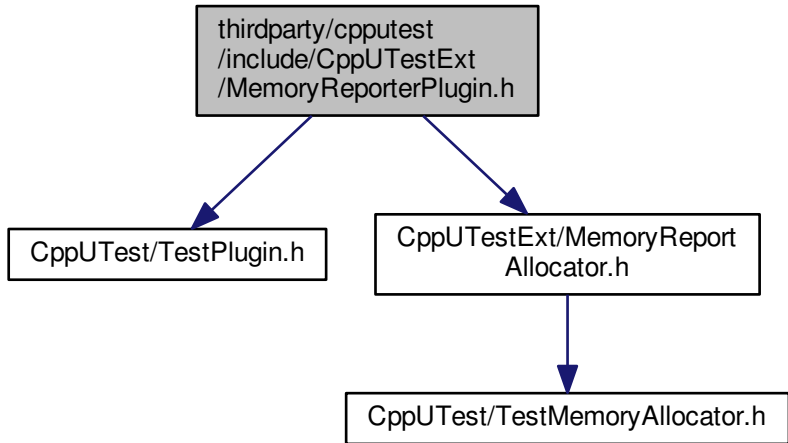 thirdparty/cpputest
/include/CppUTestExt
/MemoryReporterPlugin.h
CppUTest/TestPlugin.h
CppUTestExt/MemoryReport
Allocator.h
CppUTest/TestMemoryAllocator.h